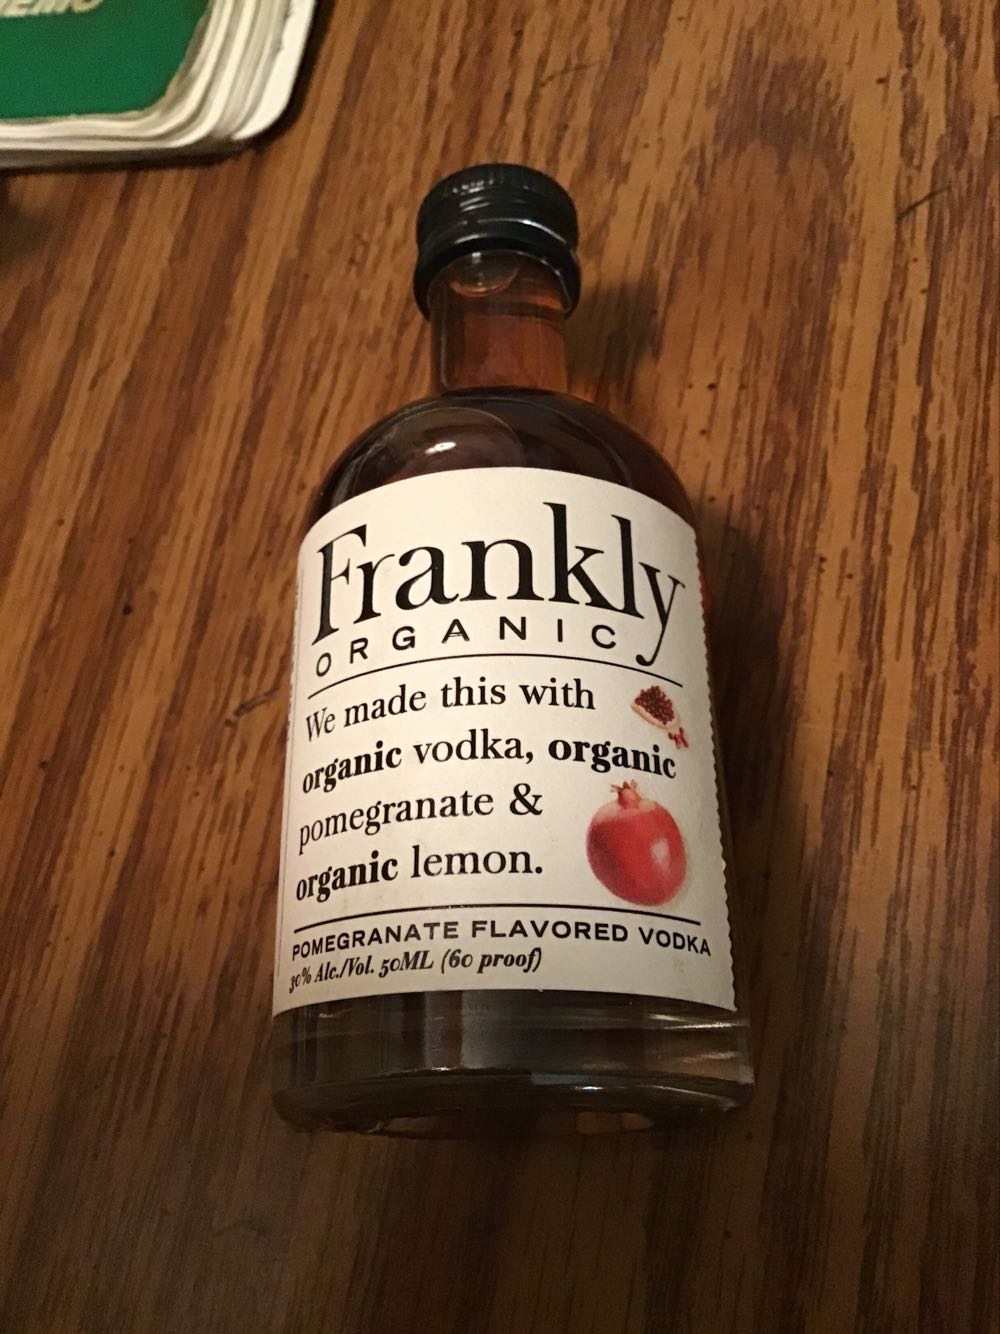 Frankly
ORGANIC
We made this with
organic vodka, organic
pomegranate &
organic lemon.
POMEGRANATE FLAVORED VODKA
30% Alc./Vol. 50ML (60 proof)